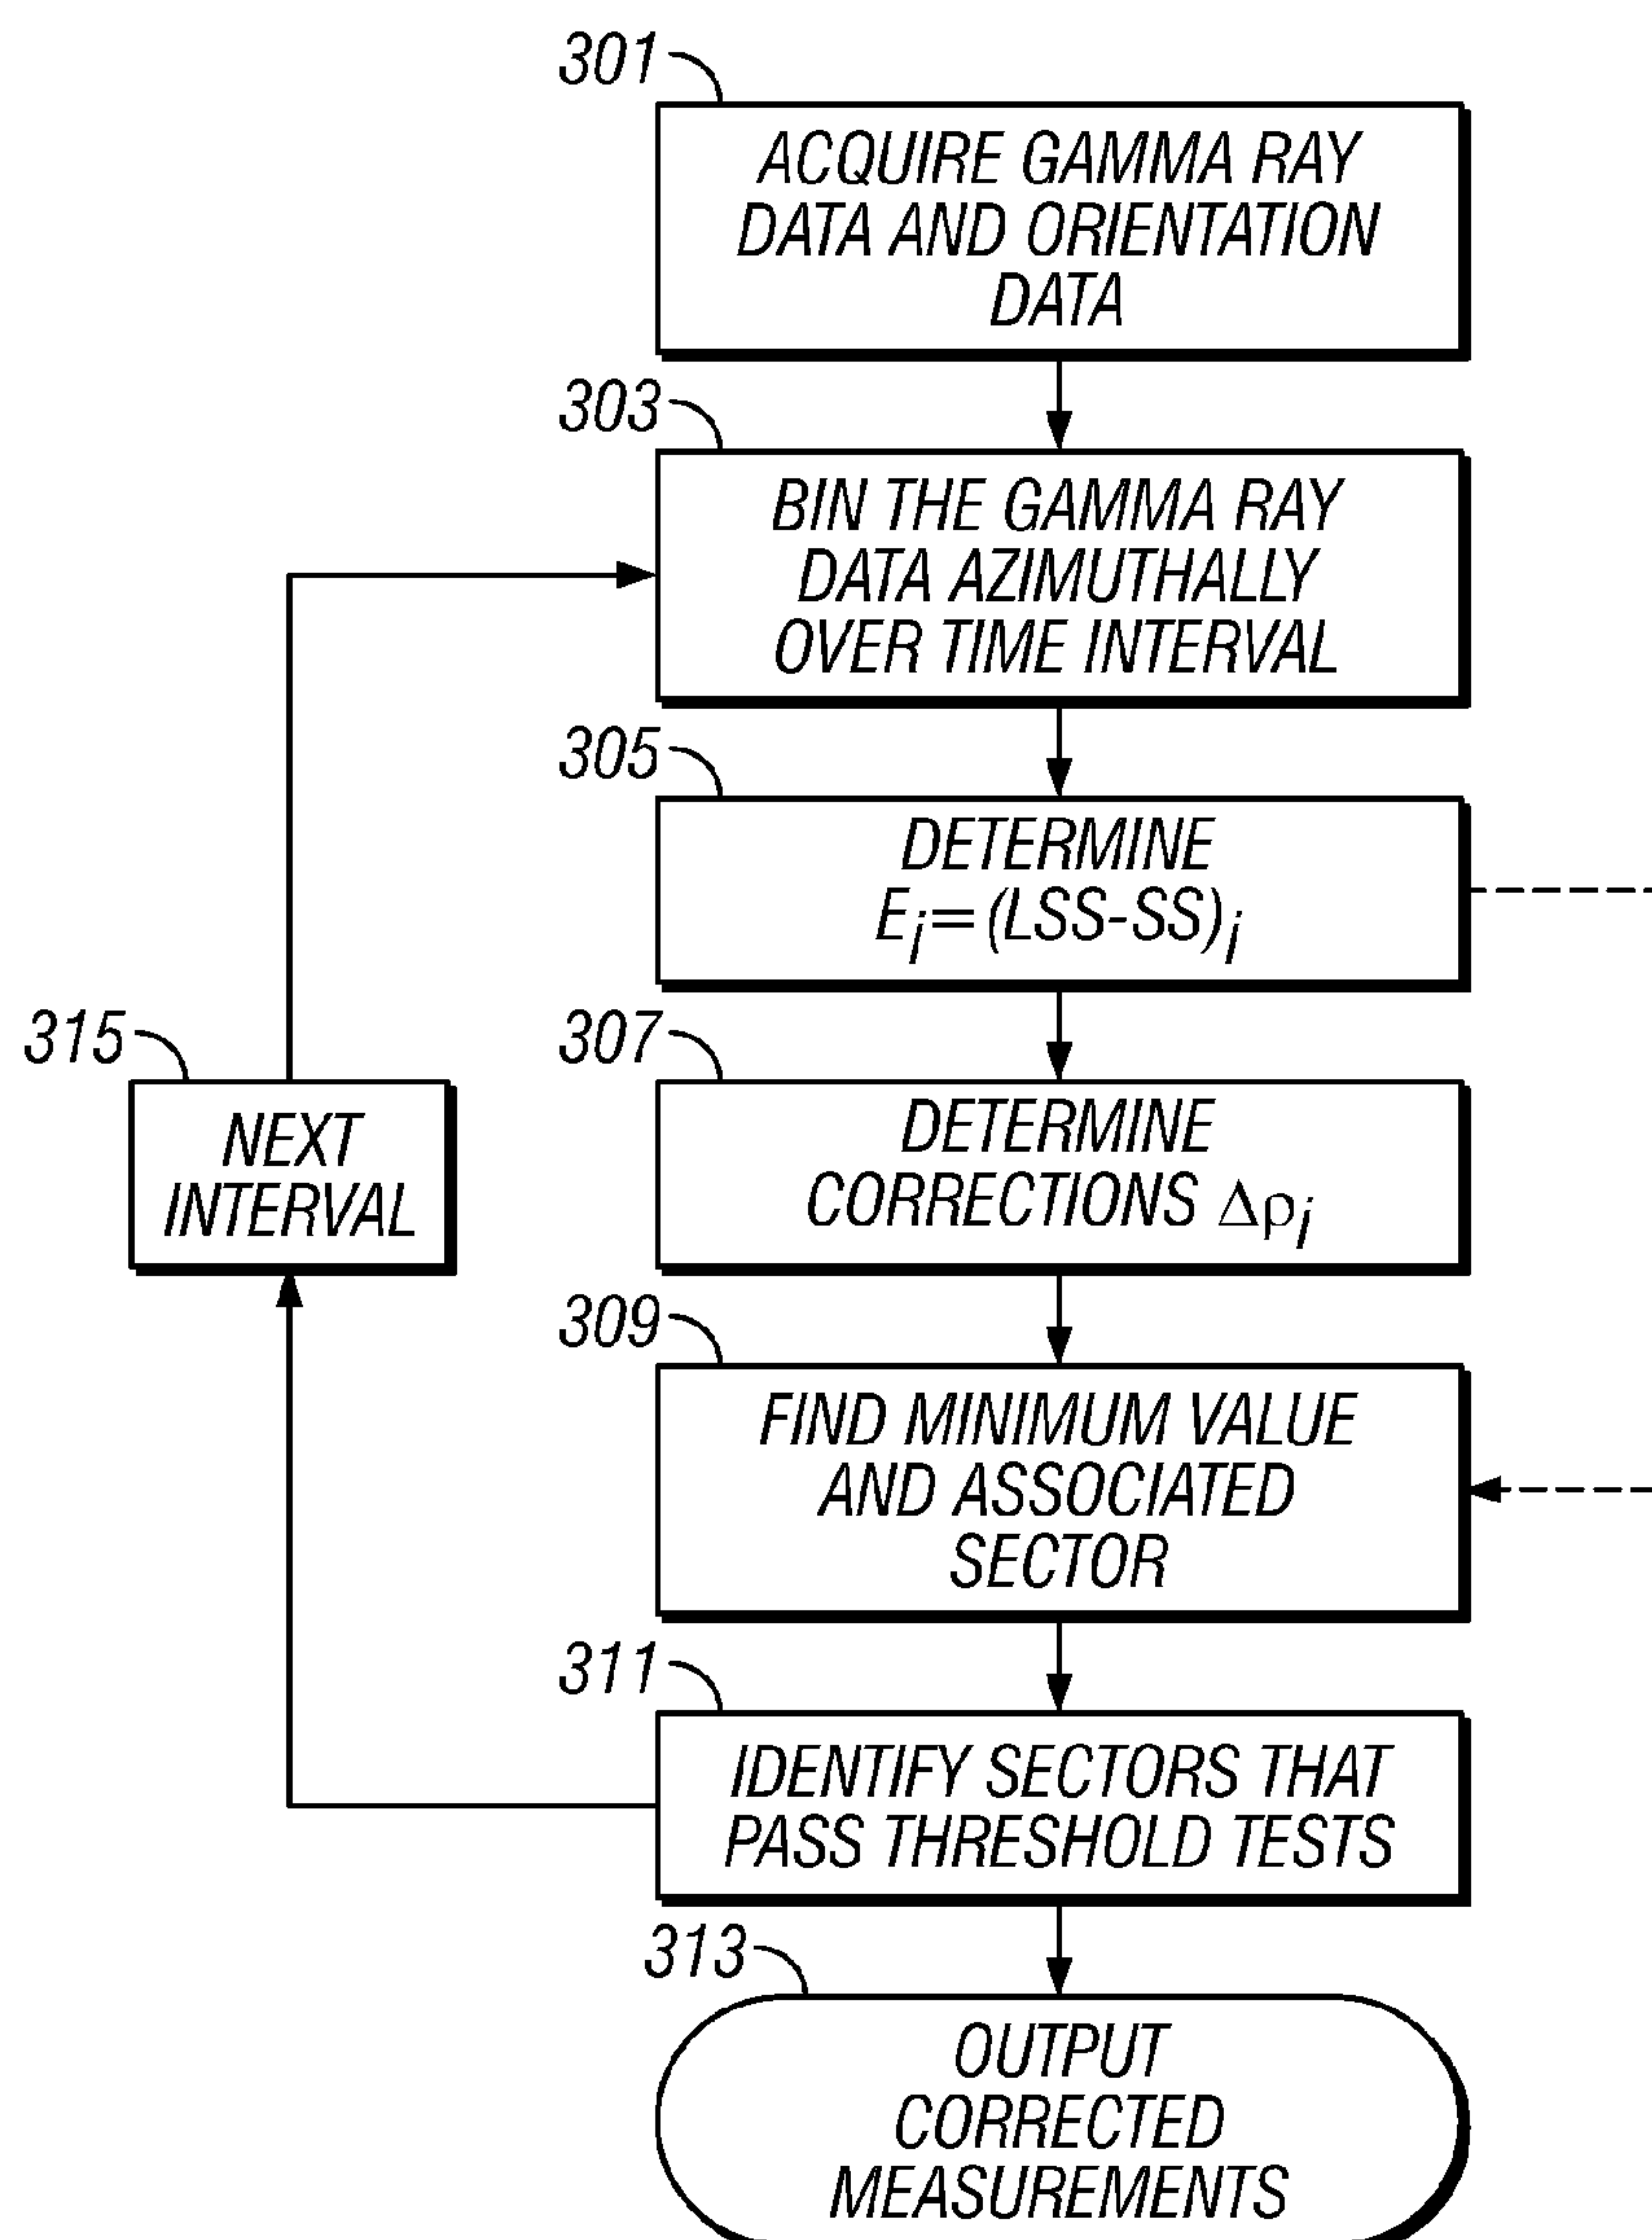 301
ACQUIRE GAMMA RAY
DATA AND ORIENTATION
DATA
303
BIN THE GAMMA RAY
DATA AZIMUTHALLY
OVER TIME INTERVAL
305
DETERMINE
Ei=(LSS-SS)i
315
NEXT
INTERVAL
307
DETERMINE
CORRECTIONS Δρi
309
FIND MINIMUM VALUE
AND ASSOCIATED
SECTOR
311
IDENTIFY SECTORS THAT
PASS THRESHOLD TESTS
313
OUTPUT
CORRECTED
MEASUREMENTS